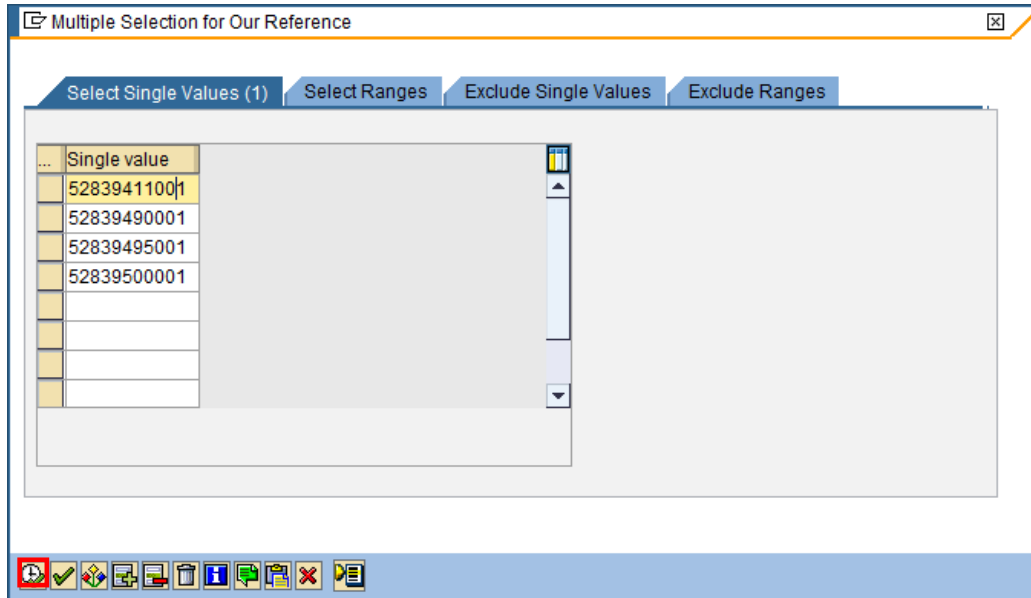 Multiple Selection for Our Reference
Select Single Values (1) Select Ranges Exclude Single Values Exclude Ranges
... Single value
52839411001
52839490001
52839495001
52839500001